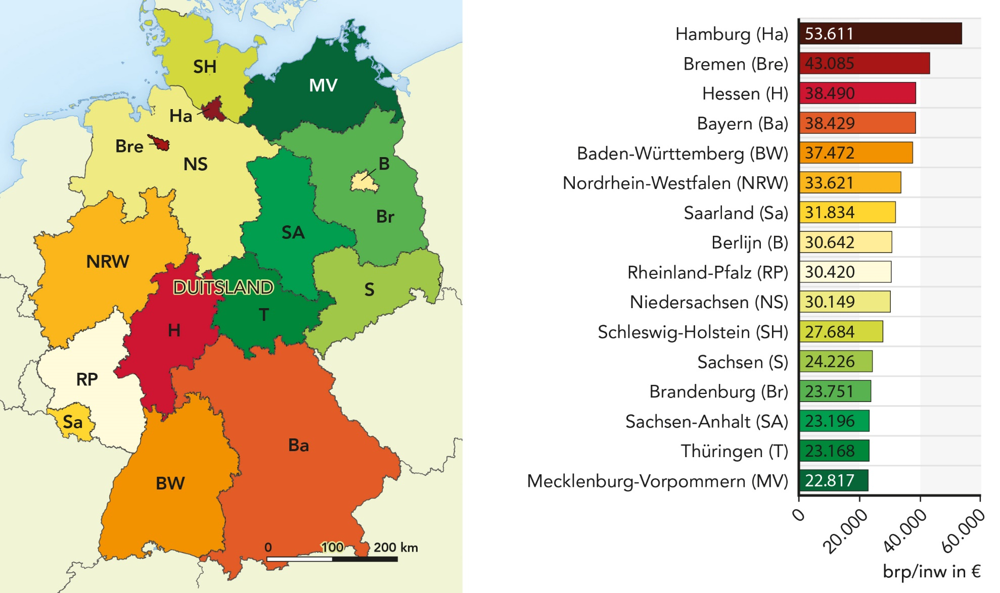 SH
MV
Ha
Bre
NS
B
Br
SA
NRW
DUITSLAND
S
T
H
RP
Sa
Ba
BW
0 100 200 km
Hamburg (Ha) 53.611
Bremen (Bre) 43.085
Hessen (H) 38.490
Bayern (Ba) 38.429
Baden-Württemberg (BW) 37.472
Nordrhein-Westfalen (NRW) 33.621
Saarland (Sa) 31.834
Berlijn (B) 30.642
Rheinland-Pfalz (RP) 30.420
Niedersachsen (NS) 30.149
Schleswig-Holstein (SH) 27.684
Sachsen (S) 24.226
Brandenburg (Br) 23.751
Sachsen-Anhalt (SA) 23.196
Thüringen (T) 23.168
Mecklenburg-Vorpommern (MV) 22.817
0 20.000 40.000 60.000
brp/inw in €